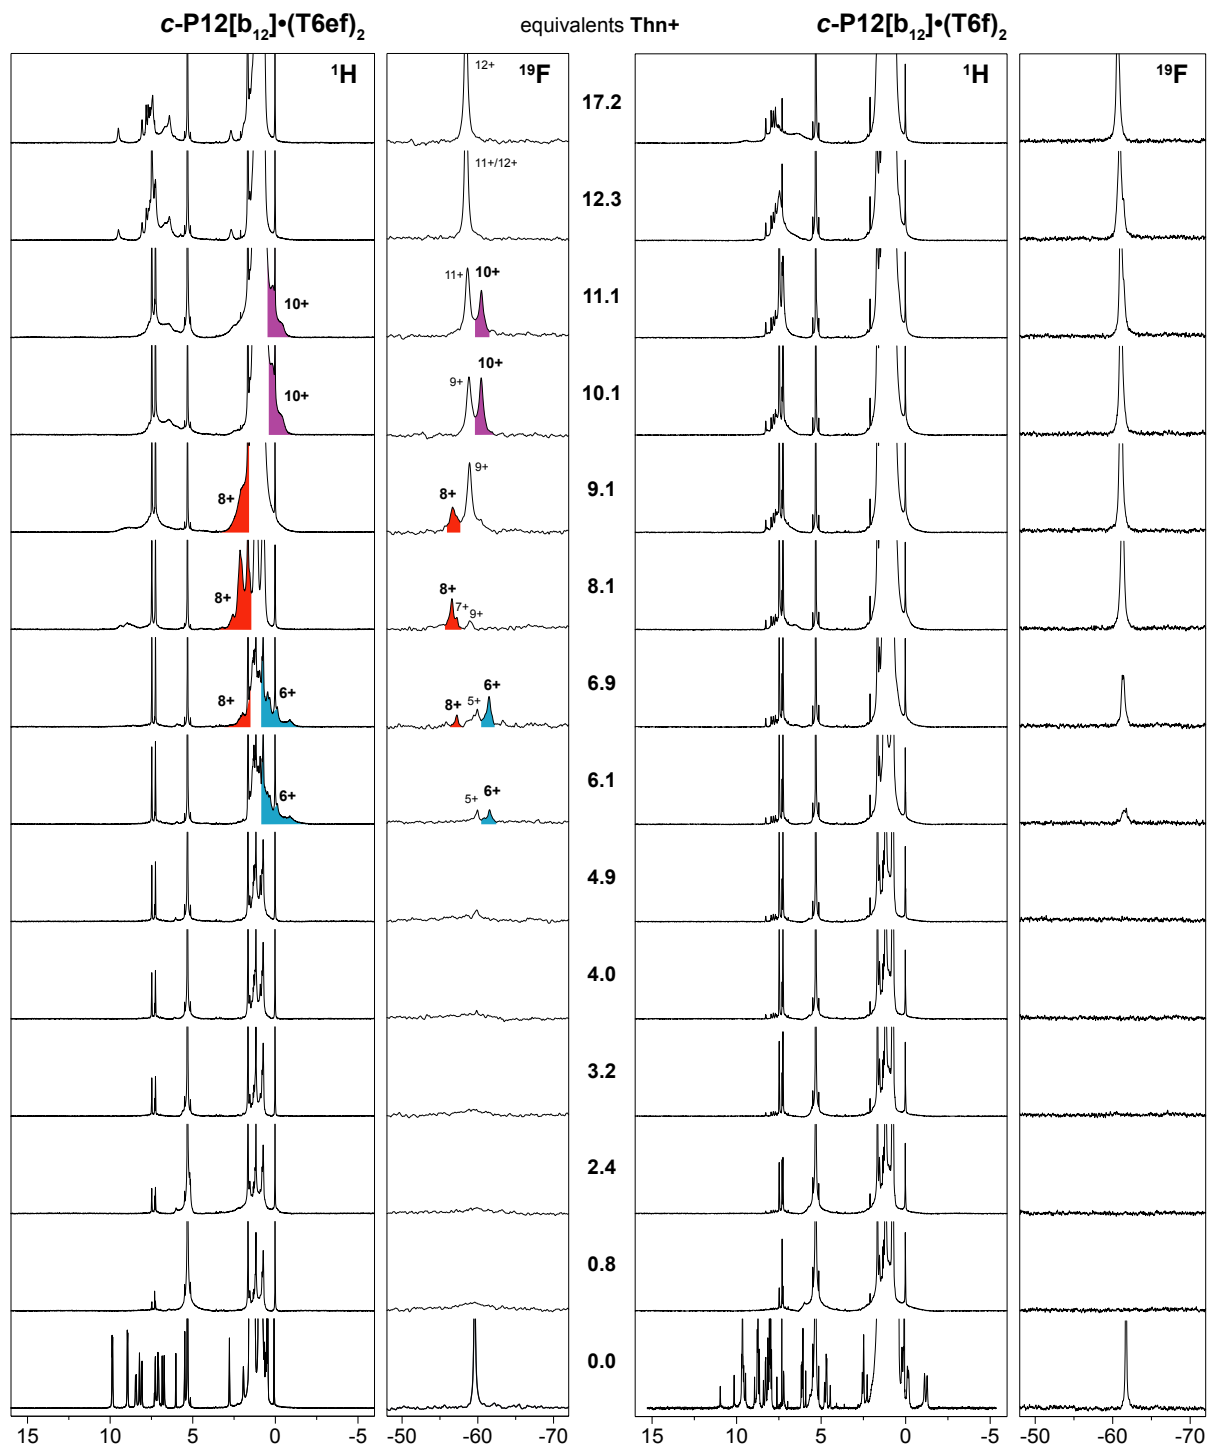 c-P12[b₁₂]•(T6ef)₂ equivalents Thn+ c-P12[b₁₂]•(T6f)₂
¹H 12+ ¹⁹F 17.2 ¹H ¹⁹F
11+/12+ 12.3
10+ 11+ 10+ 11.1
10+ 9+ 10+ 10.1
8+ 8+ 9+ 9.1
8+ 8+ 7+ 9+ 8.1
8+ 6+ 8+ 5+ 6+ 6.9
6+ 5+ 6+ 6.1
4.9
4.0
3.2
2.4
0.8
0.0
15 10 5 0 -5 -50 -60 -70 15 10 5 0 -5 -50 -60 -70